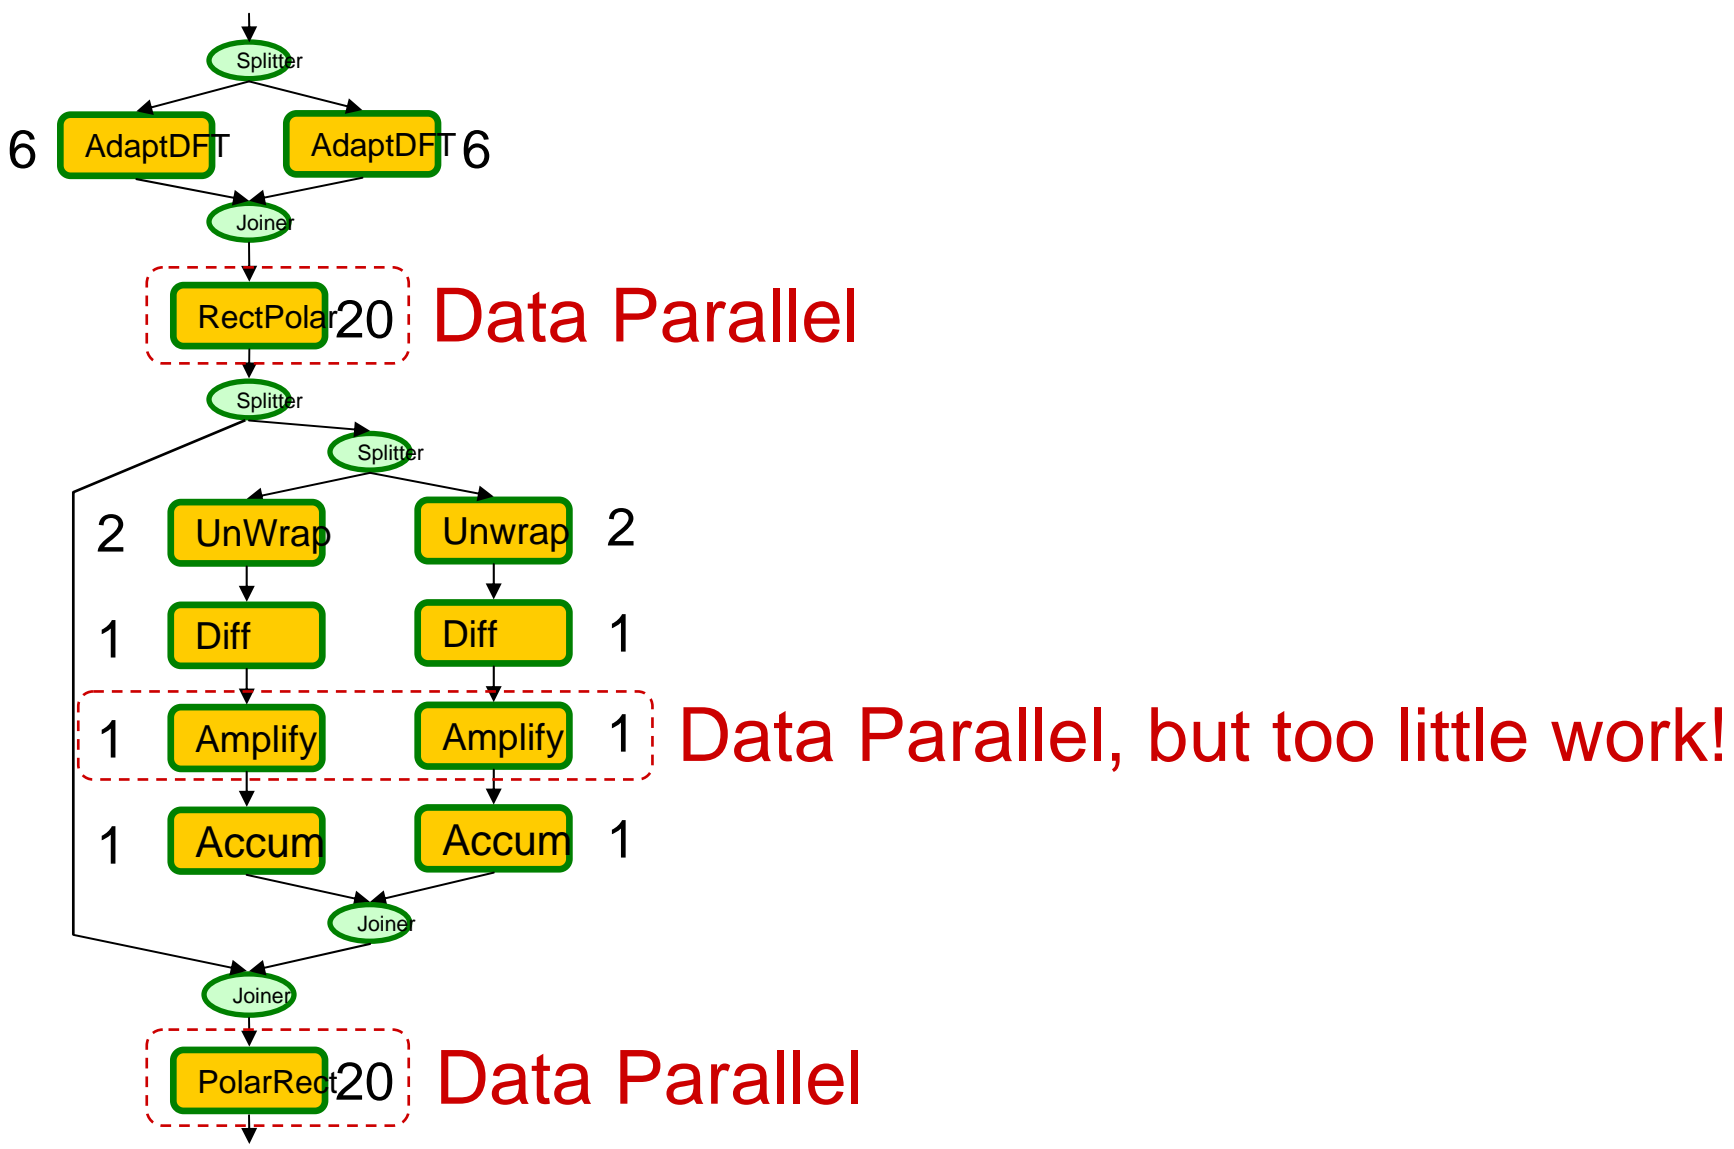 Splitter
6 AdaptDFT AdaptDFT 6
Joiner
RectPolar 20 Data Parallel
Splitter
Splitter
2 UnWrap Unwrap 2
1 Diff Diff 1
1 Amplify Amplify 1 Data Parallel, but too little work!
1 Accum Accum 1
Joiner
Joiner
PolarRect 20 Data Parallel